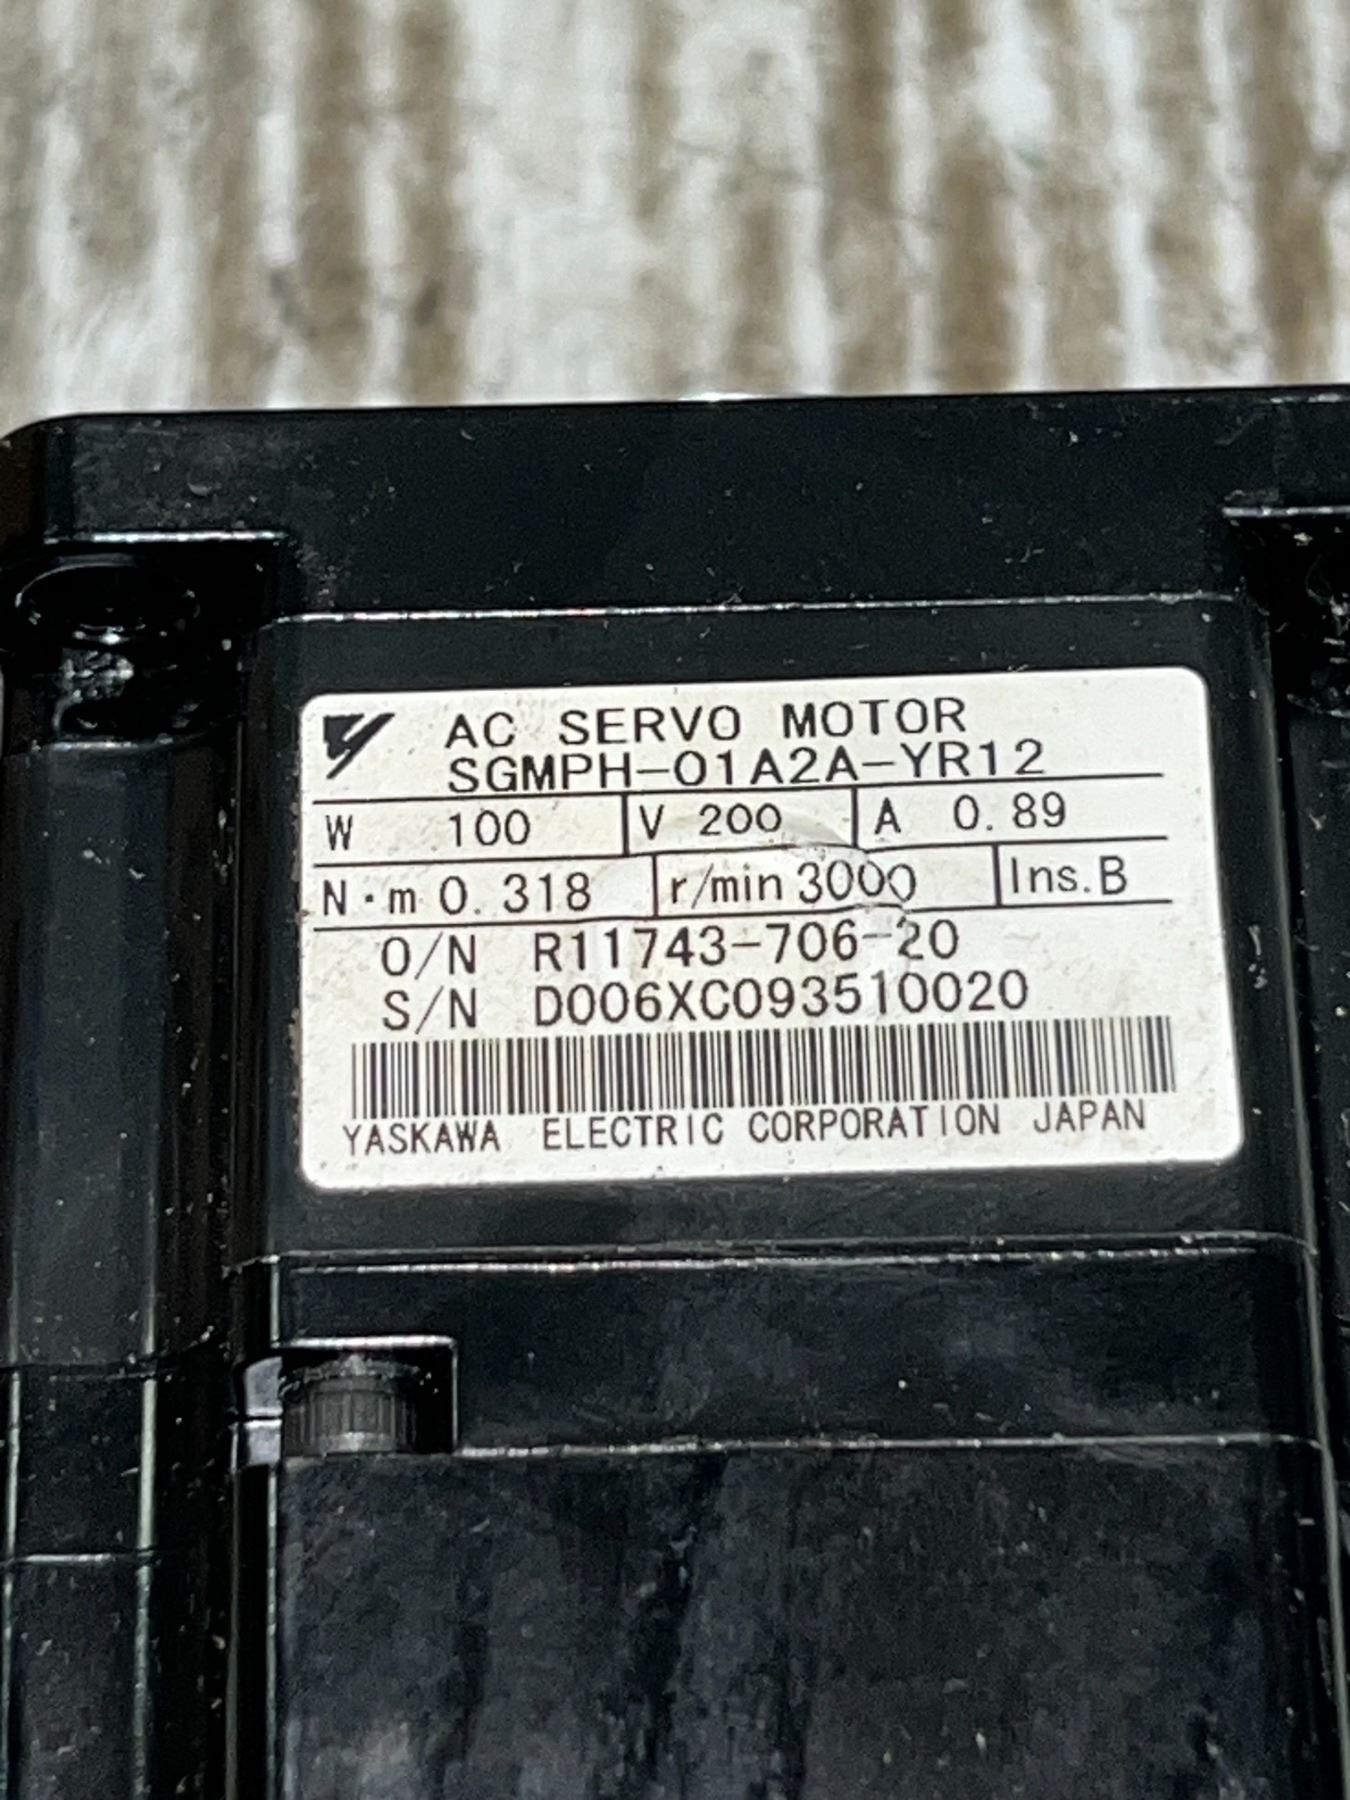 AC SERVO MOTOR
SGMPH-01A2A-YR12
W 100 V 200 A 0.89
N·m 0.318 r/min 3000 Ins.B
O/N R11743-706-20
S/N D006XC093510020
YASKAWA ELECTRIC CORPORATION JAPAN